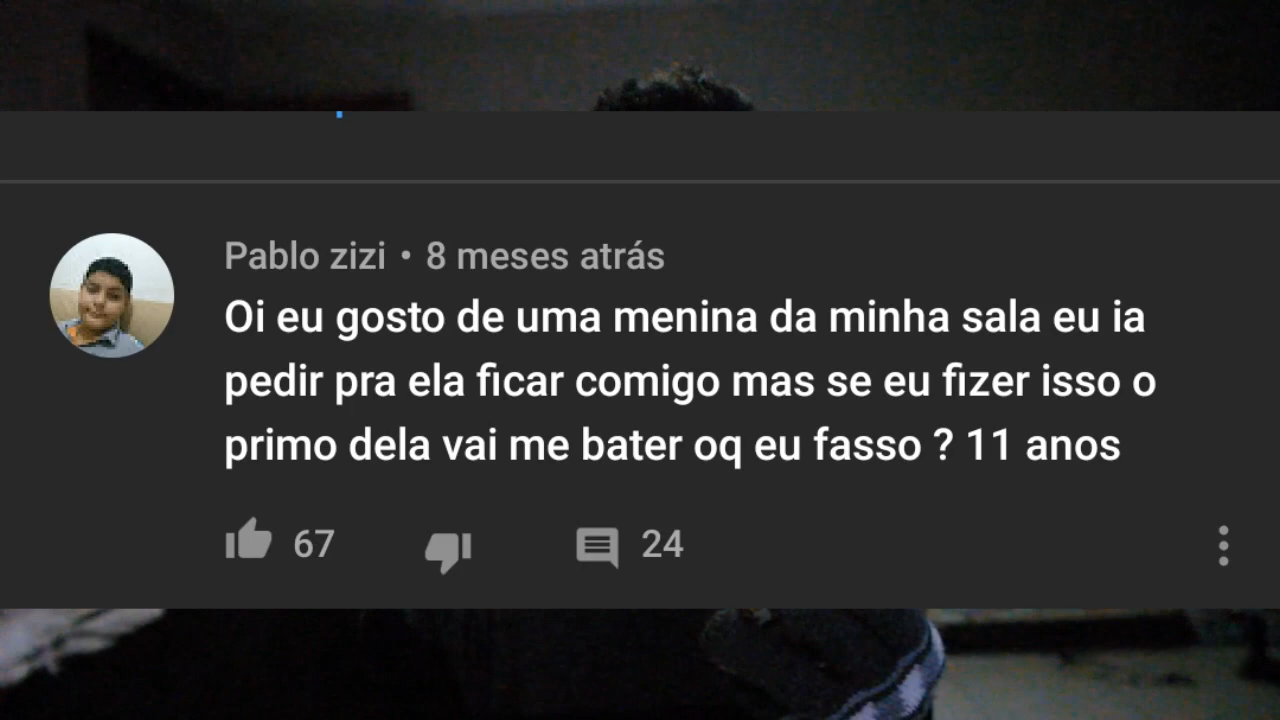 Pablo zizi • 8 meses atrás
Oi eu gosto de uma menina da minha sala eu ia
pedir pra ela ficar comigo mas se eu fizer isso o
primo dela vai me bater oq eu fasso ? 11 anos
67 24